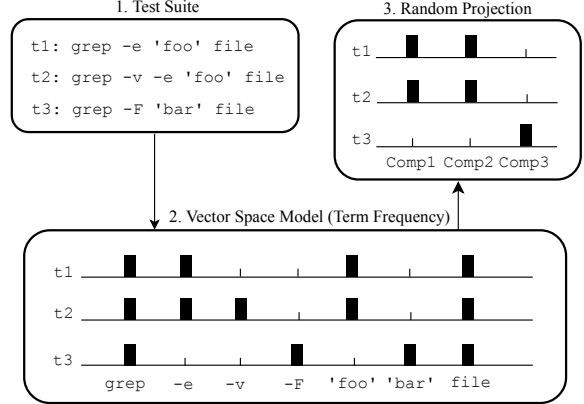 1. Test Suite
t1: grep -e 'foo' file
t2: grep -v -e 'foo' file
t3: grep -F 'bar' file
3. Random Projection
t1
t2
t3
Comp1 Comp2 Comp3
2. Vector Space Model (Term Frequency)
t1
t2
t3
grep -e -v -F 'foo' 'bar' file